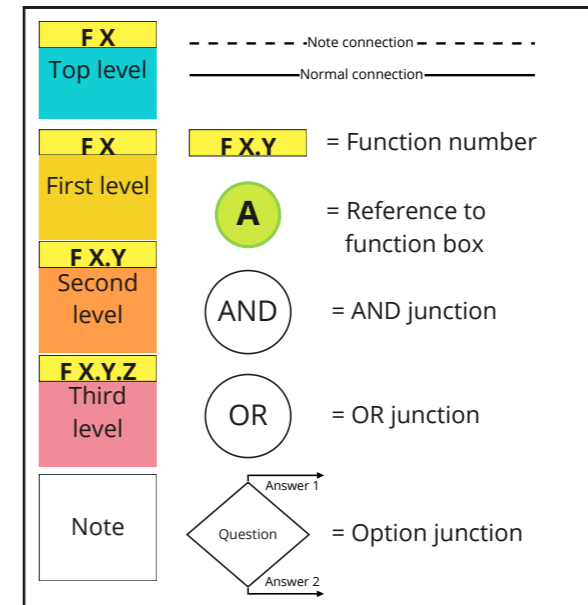 F X
Top level
Note connection
Normal connection
F X
First level
F X.Y
= Function number
A
= Reference to
function box
F X.Y
Second
level
AND
= AND junction
F X.Y.Z
Third
level
OR
= OR junction
Note
Answer 1
Question
= Option junction
Answer 2